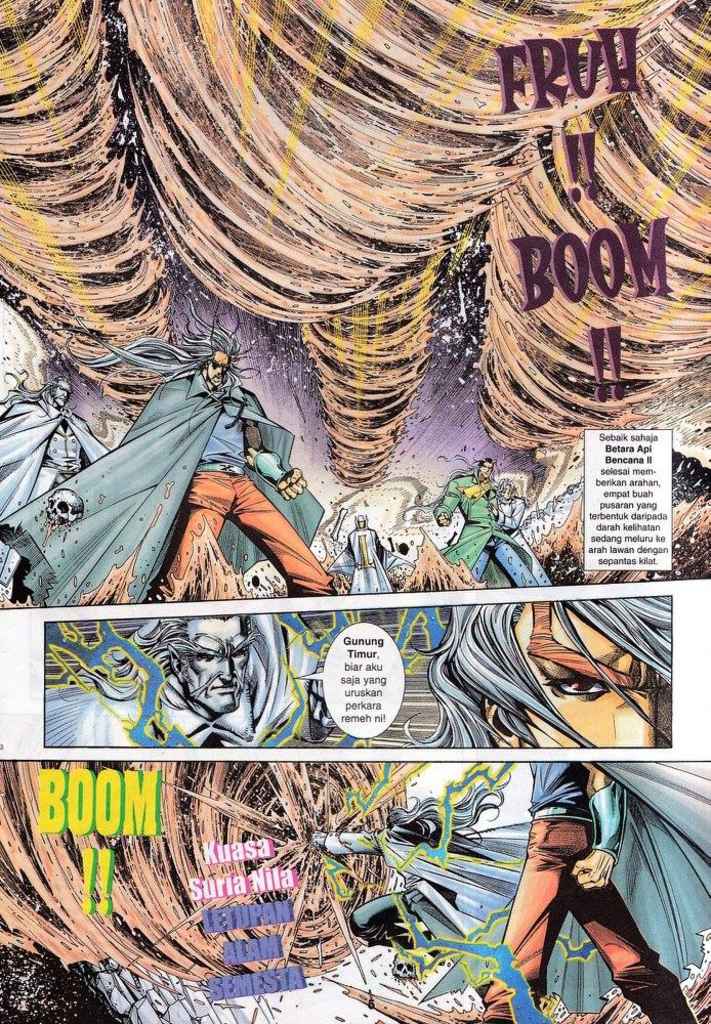 FRUH
!!
BOOM
!!
Sebaik sahaja
Betara Api
Bencana II
selesai mem-
berikan arahan,
empat buah
pusaran yang
terbentuk daripada
darah kelihatan
sedang meluru ke
arah lawan dengan
sepantas kilat.
Gunung
Timur,
biar aku
saja yang
uruskan
perkara
remeh ni!
BOOM
!!
Kuasa
Suria Nila
LETUPAN
ALAM
SEMESTA
3